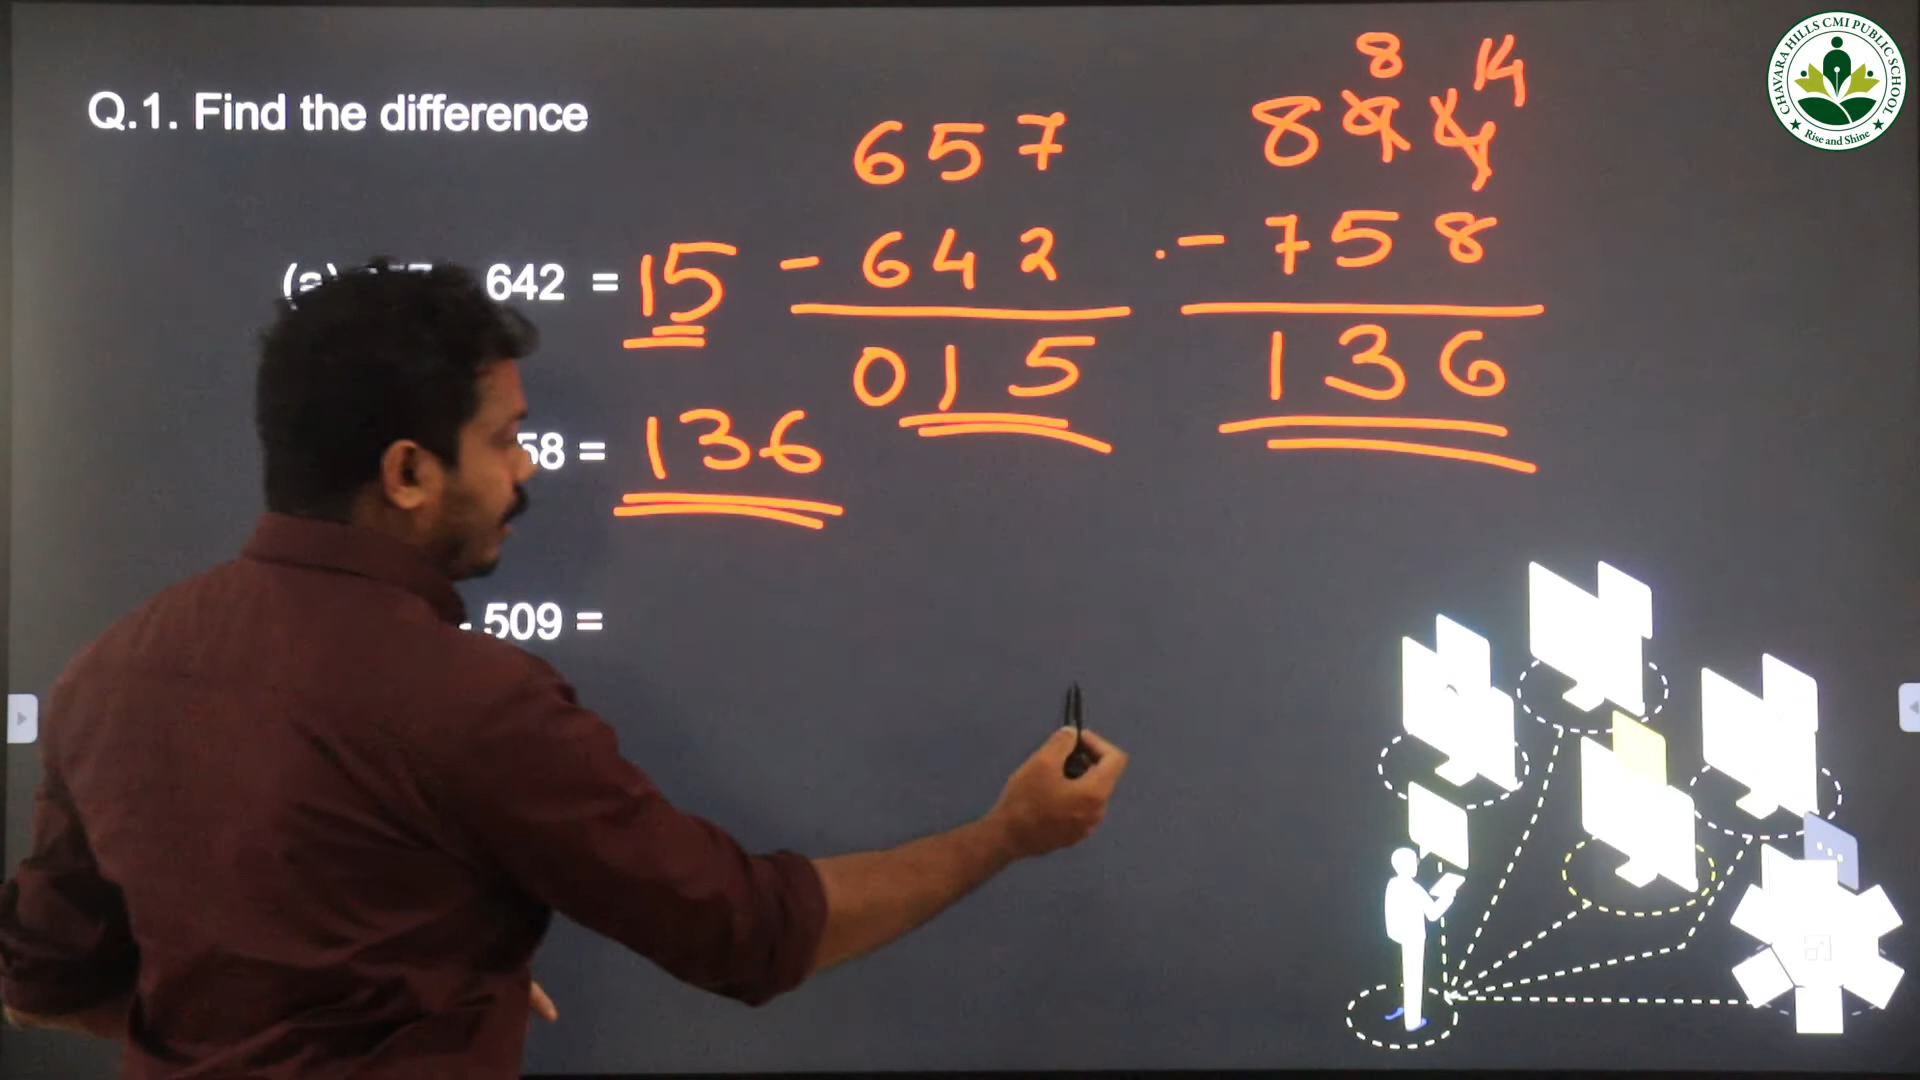 Q.1. Find the difference
642 = 15
58 = 136
- 509 =
657
- 642
015
8 14
894
- 758
136
CHAVARA HILLS CMI PUBLIC SCHOOL
Rise and Shine